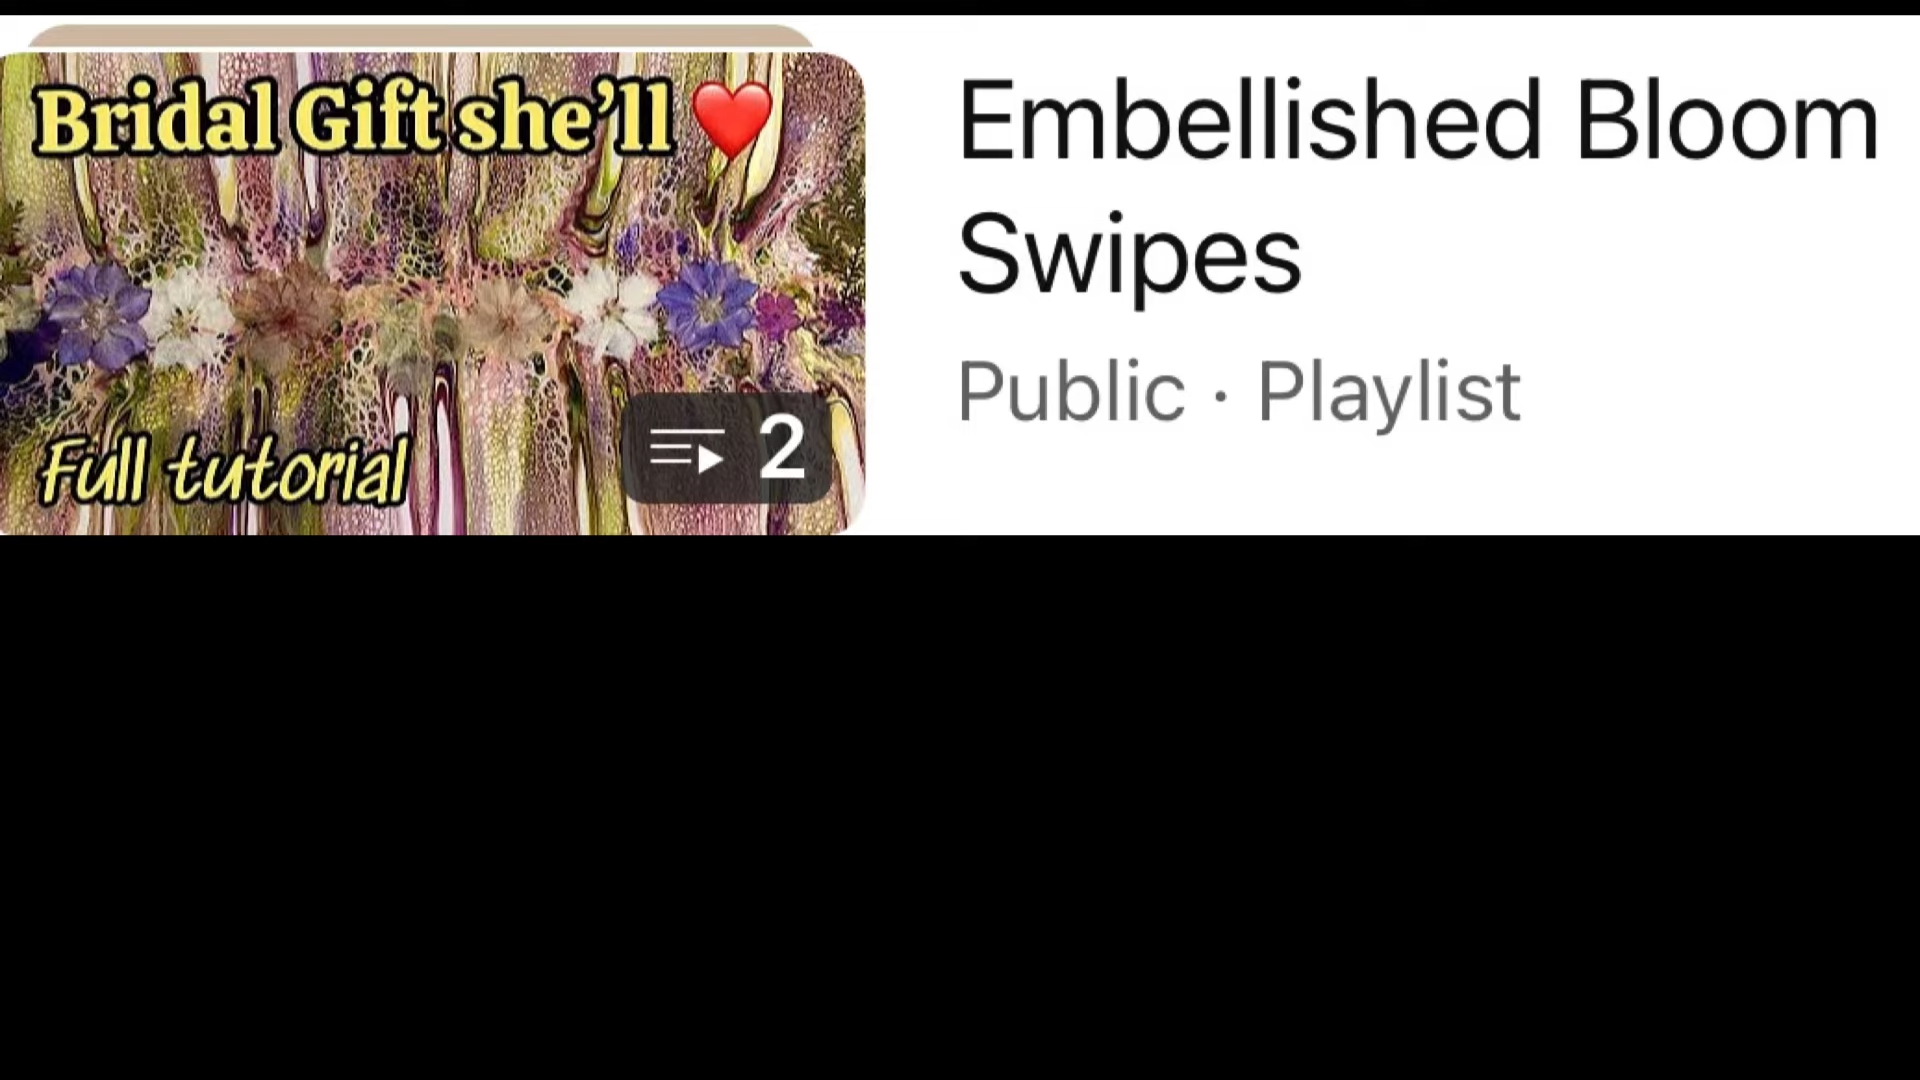 Bridal Gift she’ll ❤️
Full tutorial
2
Embellished Bloom
Swipes
Public · Playlist